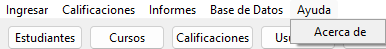 Ingresar Calificaciones Informes Base de Datos Ayuda
Estudiantes Cursos Calificaciones Acerca de